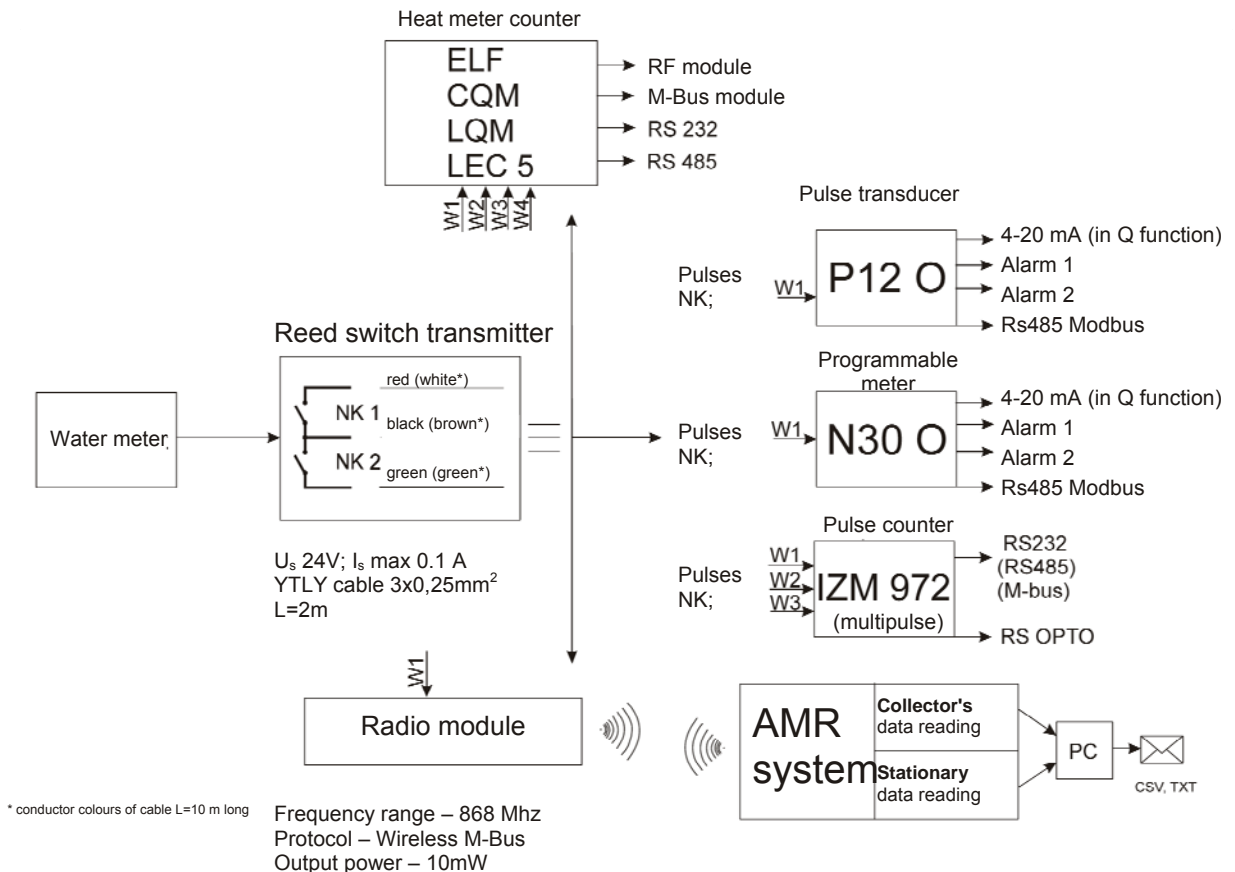 Heat meter counter
ELF
CQM
LQM
LEC 5
RF module
M-Bus module
RS 232
RS 485
W1
W2
W3
W4
Pulse transducer
Pulses
NK;
W1
P12 O
4-20 mA (in Q function)
Alarm 1
Alarm 2
Rs485 Modbus
Water meter;
Reed switch transmitter
NK 1
NK 2
red (white*)
black (brown*)
green (green*)
Us 24V; Is max 0.1 A
YTLY cable 3x0,25mm²
L=2m
Programmable
meter
Pulses
NK;
W1
N30 O
4-20 mA (in Q function)
Alarm 1
Alarm 2
Rs485 Modbus
Pulse counter
Pulses
NK;
W1
W2
W3
IZM 972
(multipulse)
RS232
(RS485)
(M-bus)
RS OPTO
W1
Radio module
AMR
system
Collector's
data reading
Stationary
data reading
PC
CSV, TXT
* conductor colours of cable L=10 m long
Frequency range – 868 Mhz
Protocol – Wireless M-Bus
Output power – 10mW